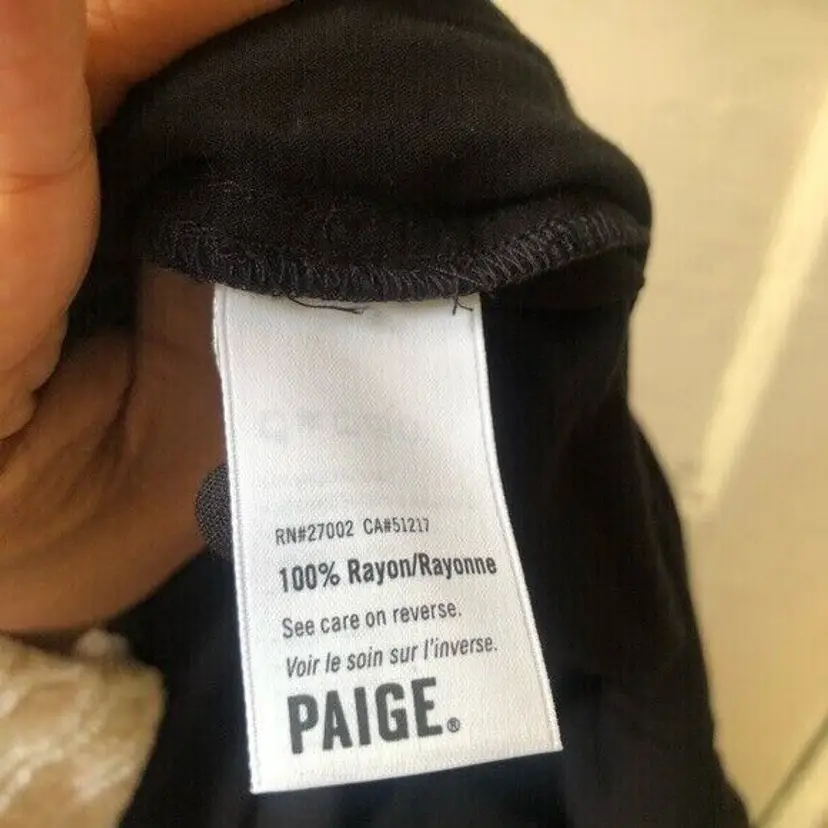 RN#27002 CA#51217
100% Rayon/Rayonne
See care on reverse.
Voir le soin sur l'inverse.
PAIGE®